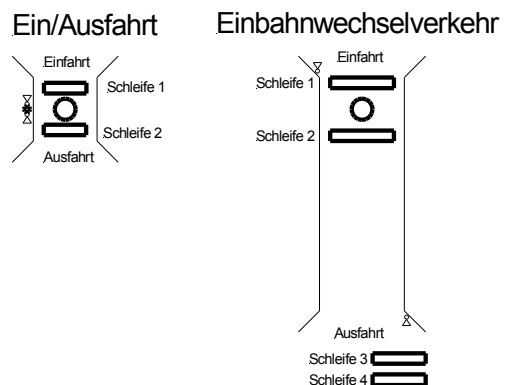 Ein/Ausfahrt
Einfahrt
Schleife 1
Schleife 2
Ausfahrt
Einbahnwechselverkehr
Einfahrt
Schleife 1
Schleife 2
Ausfahrt
Schleife 3
Schleife 4